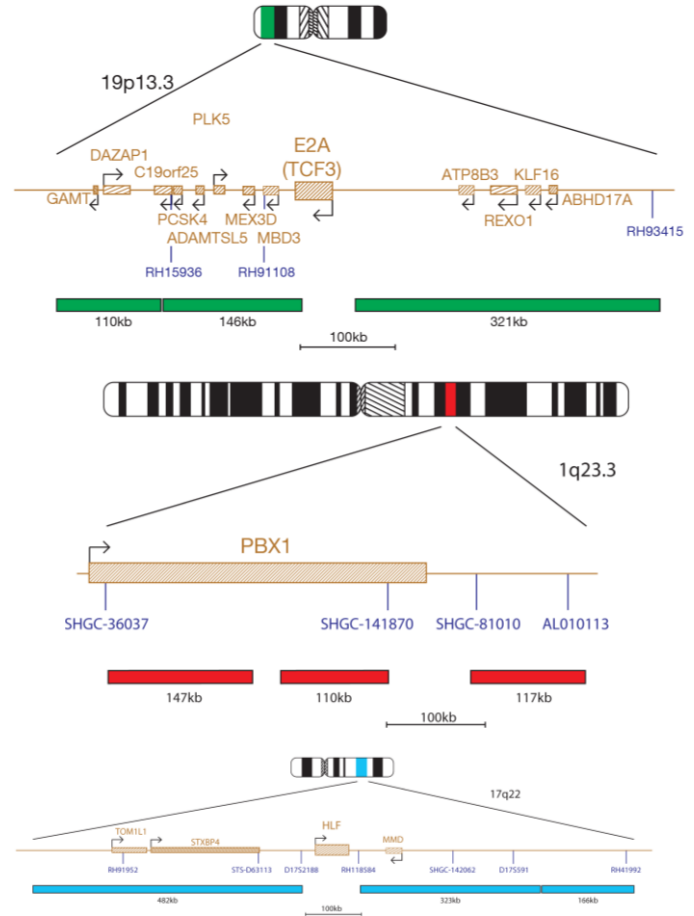 19p13.3
PLK5
DAZAP1
E2A
(TCF3)
C19orf25
ATP8B3 KLF16
GAMT
ABHD17A
PCSK4
MEX3D
REXO1
ADAMTSL5
MBD3
RH93415
RH15936
RH91108
110kb
146kb
321kb
100kb
1q23.3
PBX1
SHGC-36037
SHGC-141870
SHGC-81010
AL010113
147kb
110kb
117kb
100kb
17q22
TOM1L1
STXBP4
HLF
MMD
RH91952
STS-D63113
D1752188
RH118584
SHGC-142062
D175591
RH41992
482kb
323kb
166kb
100kb